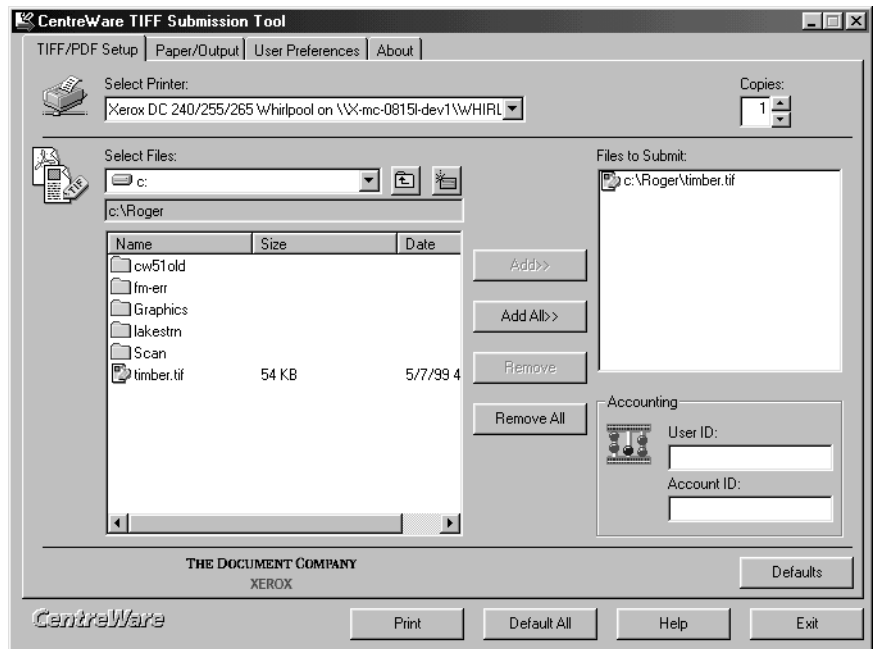 CentreWare TIFF Submission Tool
TIFF/PDF Setup Paper/Output User Preferences About
Select Printer:
Copies:
Xerox DC 240/255/265 Whirlpool on \\X-mc-0815l-dev1\WHIRL
1
Select Files:
Files to Submit:
c:
c:\Roger\timber.tif
c:\Roger
Name Size Date
cw51old
fm-err
Graphics
lakestrn
Scan
timber.tif 54 KB 5/7/99 4
Add>>
Add All>>
Remove
Remove All
Accounting
User ID:
Account ID:
THE DOCUMENT COMPANY
XEROX
Defaults
CentreWare
Print Default All Help Exit